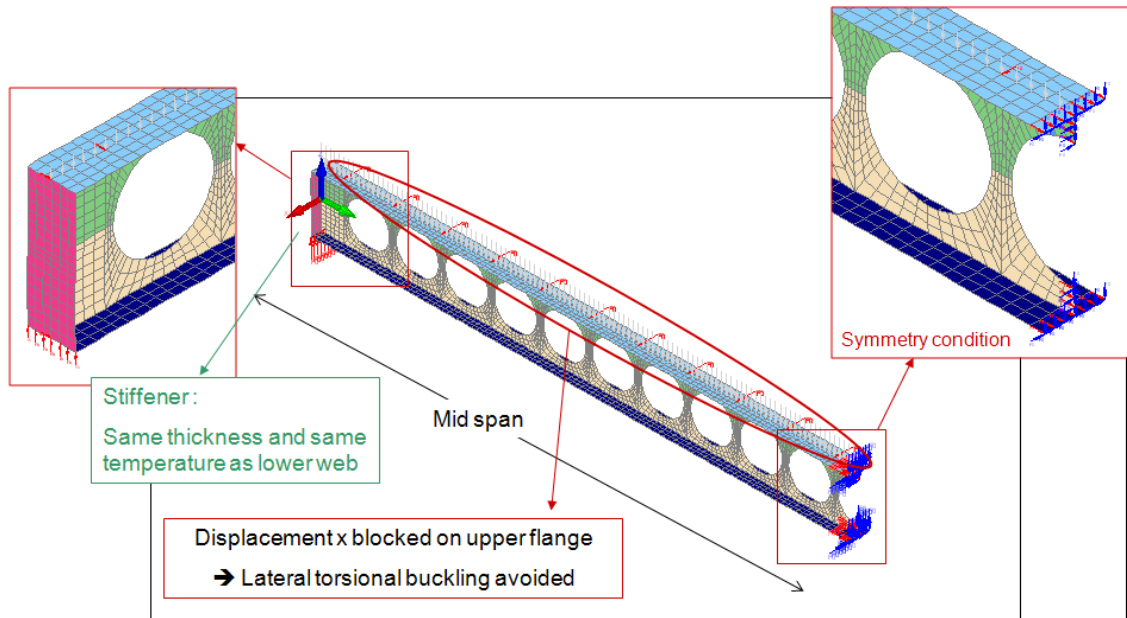 Symmetry condition
Stiffener :
Same thickness and same
temperature as lower web
Mid span
Displacement x blocked on upper flange
➔ Lateral torsional buckling avoided